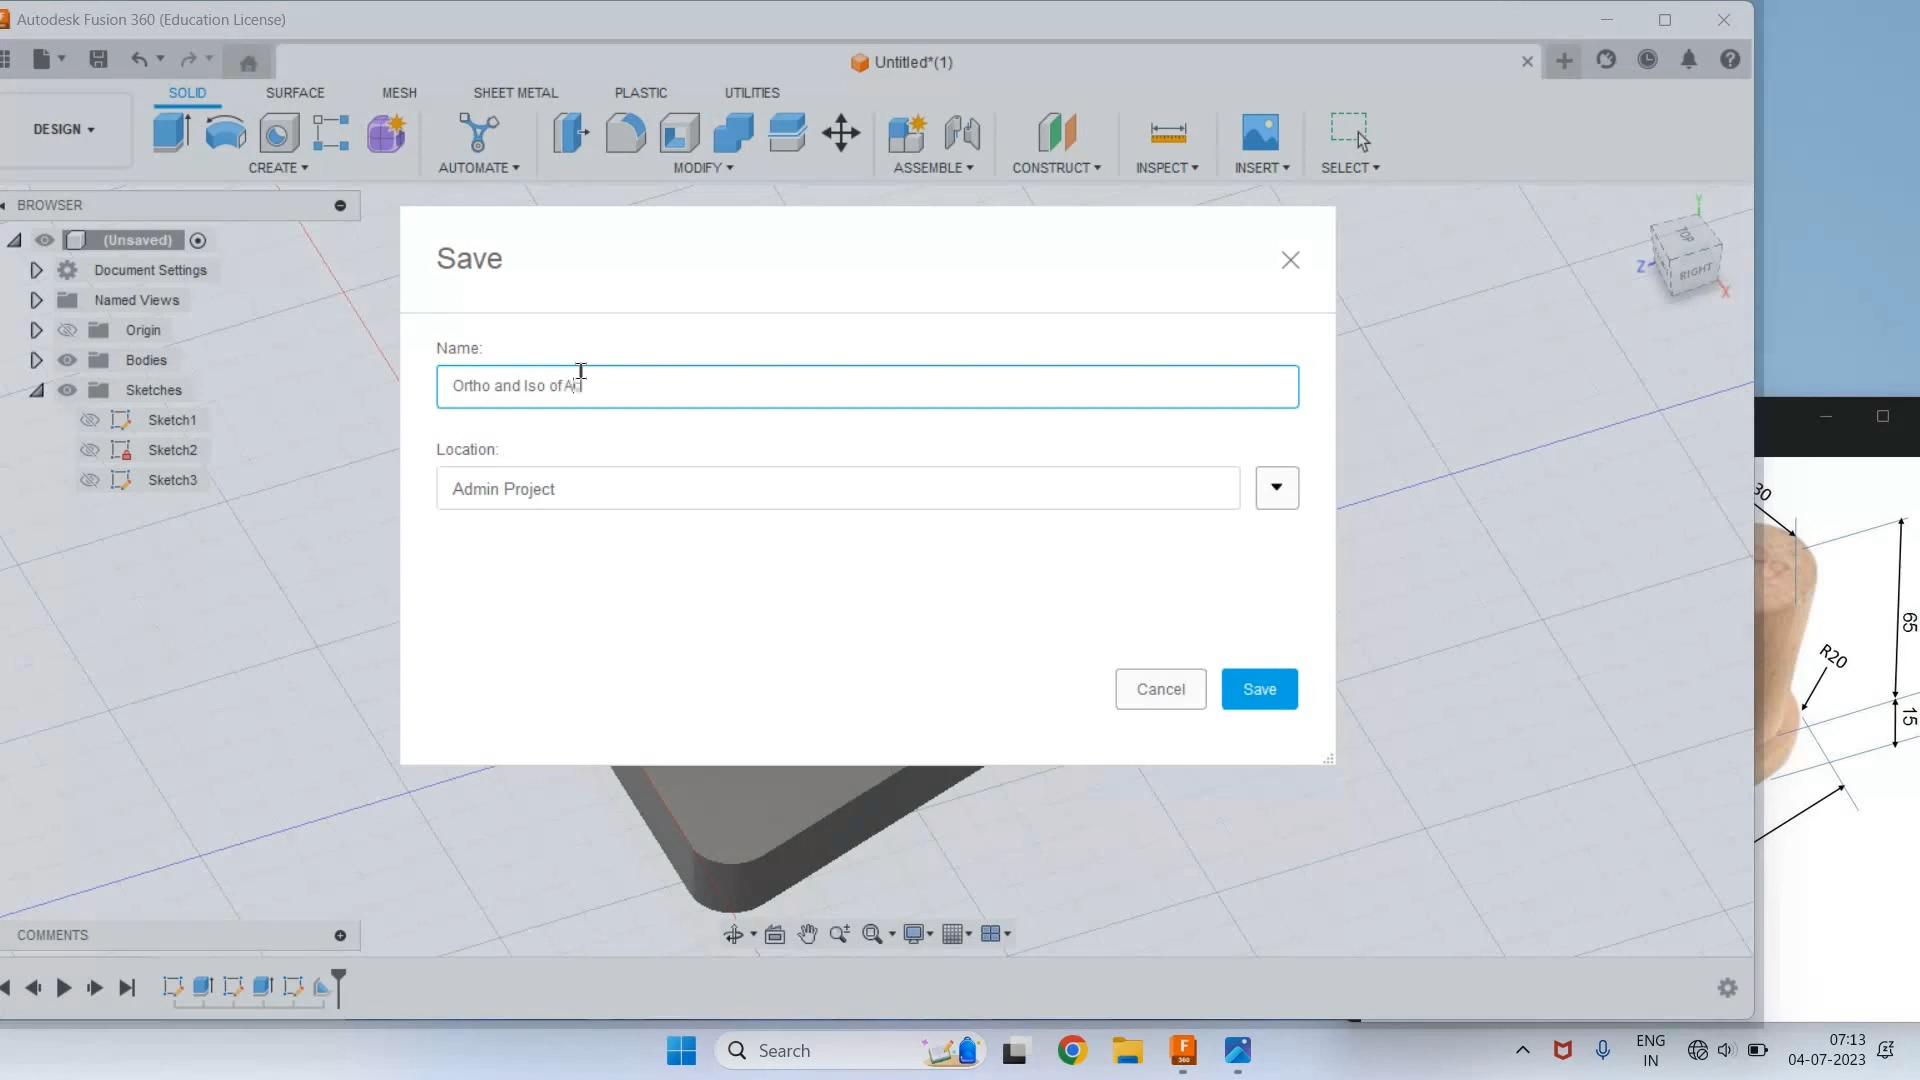 Autodesk Fusion 360 (Education License)
Untitled*(1)
SOLID SURFACE MESH SHEET METAL PLASTIC UTILITIES
DESIGN
CREATE AUTOMATE MODIFY ASSEMBLE CONSTRUCT INSPECT INSERT SELECT
BROWSER
(Unsaved)
Document Settings
Named Views
Origin
Bodies
Sketches
Sketch1
Sketch2
Sketch3
TOP
RIGHT
Y
Z
X
Save
Name:
Ortho and Iso of
Location:
Admin Project
Cancel Save
30
65
R20
15
COMMENTS
Search
F
360
ENG
IN
07:13
04-07-2023